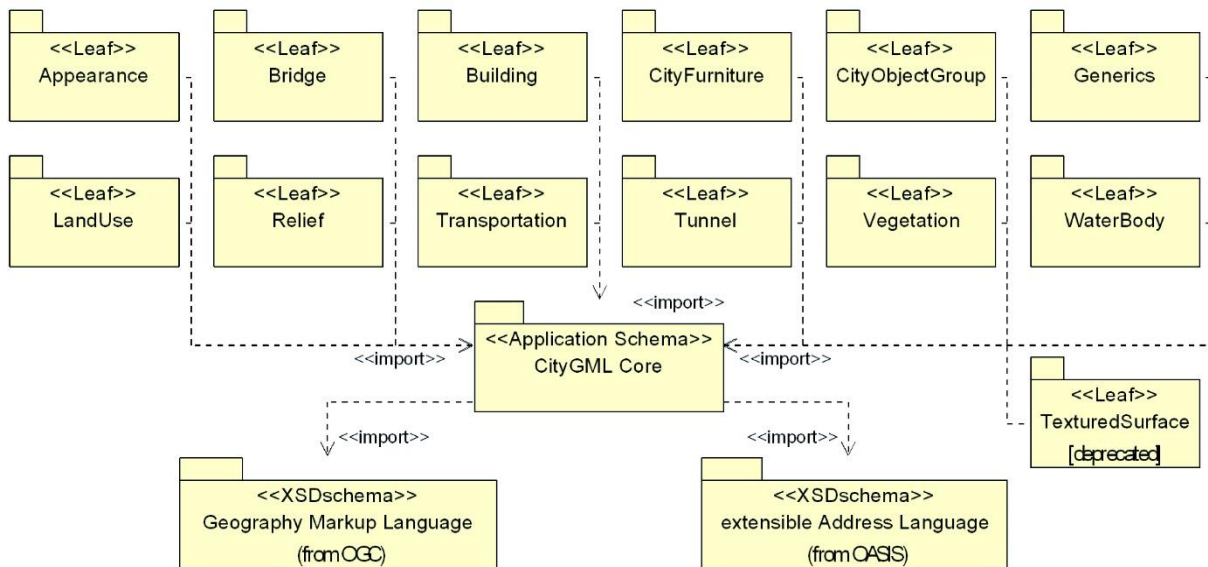 <<Leaf>>
Appearance
<<Leaf>>
Bridge
<<Leaf>>
Building
<<Leaf>>
CityFurniture
<<Leaf>>
CityObjectGroup
<<Leaf>>
Generics
<<Leaf>>
LandUse
<<Leaf>>
Relief
<<Leaf>>
Transportation
<<Leaf>>
Tunnel
<<Leaf>>
Vegetation
<<Leaf>>
WaterBody
<<import>>
<<import>>
<<Application Schema>>
CityGML Core
<<import>>
<<Leaf>>
TexturedSurface
[deprecated]
<<import>>
<<import>>
<<XSDschema>>
Geography Markup Language
(from OGC)
<<XSDschema>>
extensible Address Language
(from OASIS)